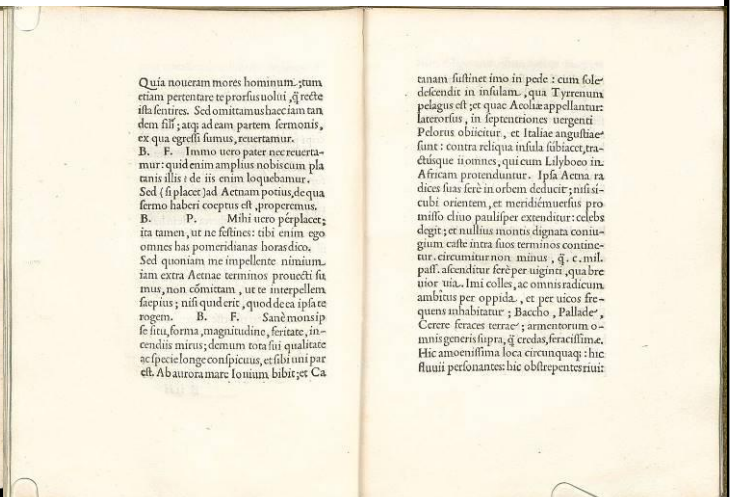 Quia noueram mores hominum; tum
etiam pertentare te prorsus uolui, q̄ recte
ista sentires. Sed omittamus haec iam tan
dem fili; atq; ad eam partem sermonis,
ex qua egressi sumus, reuertamur.
B. F. Immo uero pater nec reuerta-
mur: quid enim amplius nobiscum pla
tanis illis? de iis enim loquebamur.
Sed (si placet) ad Aetnam potius, de qua
sermo haberi coeptus est, properemus.
B. P. Mihi uero pérplacet;
ita tamen, ut ne festines: tibi enim ego
omnes has pomeridianas horas dico.
Sed quoniam me impellente nimium
iam extra Aetnae terminos prouecti su
mus, non cōmittam, ut te interpellem
saepius; nisi quid erit, quod de ea ipsa te
rogem. B. F. Sanè mons ip
se situ, forma, magnitudine, feritate, in-
cendiis mirus; demum tota sui qualitate
ac specie longe conspicuus, et sibi uni par
est. Ab aurora mare Ionium bibit; et Ca
tanam sustinet imo in pede: cum sole
descendit in insulam, qua Tyrrenum
pelagus est; et quae Aeoliae appellantur:
laterorsus, in septentriones uergenti
Pelorus obiicitur, et Italiae angustiae
sunt: contra reliqua insula subiacet, tra-
ctusque ii omnes, qui cum Lilyboeo in
Africam protenduntur. Ipsa Aetna ra
dices suas ferè in orbem deducit; nisi si-
cubi orientem, et meridiém uersus pro
misso cliuo paulisper extenditur: celebs
degit; et nullius montis dignata coniu-
gium caste intra suos terminos contine-
tur. circumitur non minus, q̄. c. mil.
pass. ascenditur ferè per uiginti, qua bre
uior uia. Imi colles, ac omnis radicum
ambitus per oppida, et per uicos fre-
quens inhabitatur; Baccho, Pallade,
Cerere feraces terrae; armentorum o-
mnis generis supra, q̄ credas, feracissimae.
Hic amoenissima loca circunquaq;: hic
fluuii personantes: hic obstrepentes riui: